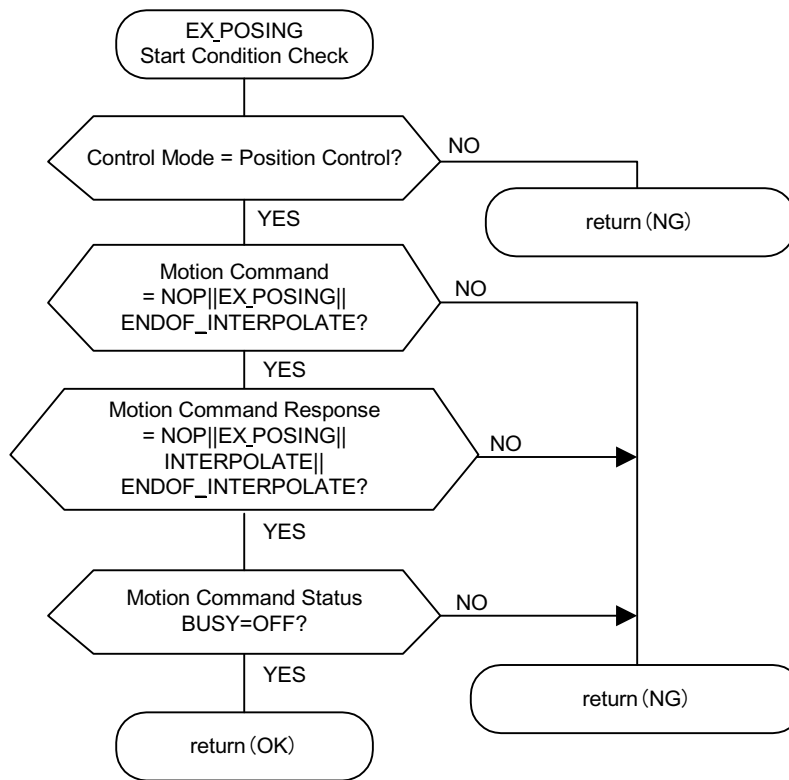 EX_POSING
Start Condition Check
Control Mode = Position Control?
NO
return(NG)
YES
Motion Command
= NOP||EX_POSING||
ENDOF_INTERPOLATE?
NO
YES
Motion Command Response
= NOP||EX_POSING||
INTERPOLATE||
ENDOF_INTERPOLATE?
NO
YES
Motion Command Status
BUSY=OFF?
NO
YES
return(NG)
return(OK)